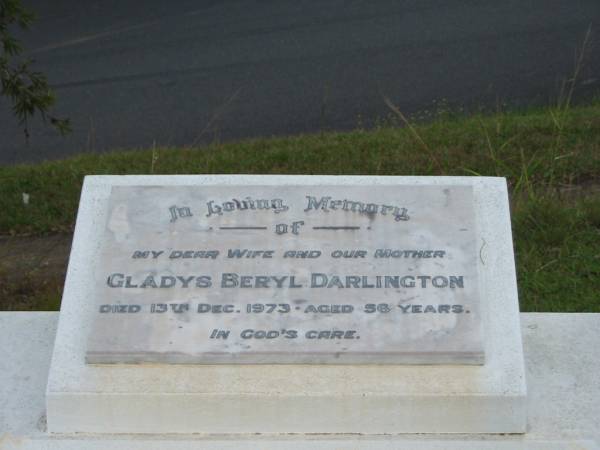 In Loving Memory
of
MY DEAR WIFE AND OUR MOTHER
GLADYS BERYL DARLINGTON
DIED 13TH DEC. 1973 - AGED 56 YEARS.
IN GOD'S CARE.